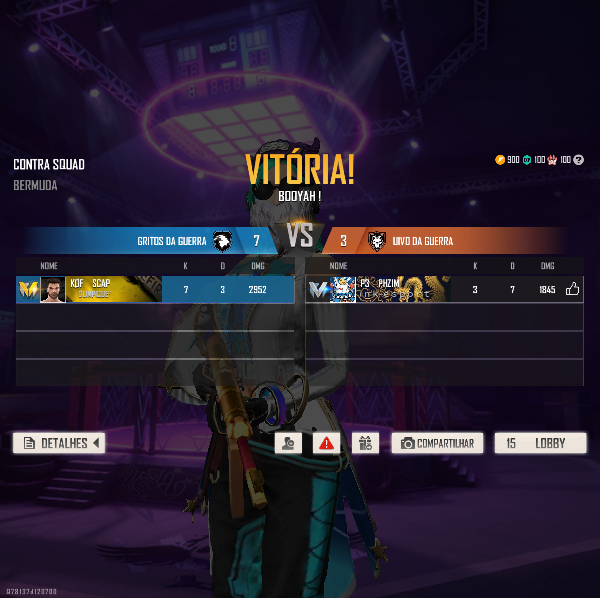 CONTRA SQUAD
BERMUDA
VITÓRIA!
BOOYAH !
900 100 100 ?
GRITOS DA GUERRA 7 VS 3 UIVO DA GUERRA
NOME K D DMG NOME K D DMG
KOF SCAP 7 3 2952 P3 PHZIM 3 7 1845
DETALHES
COMPARTILHAR
15 LOBBY